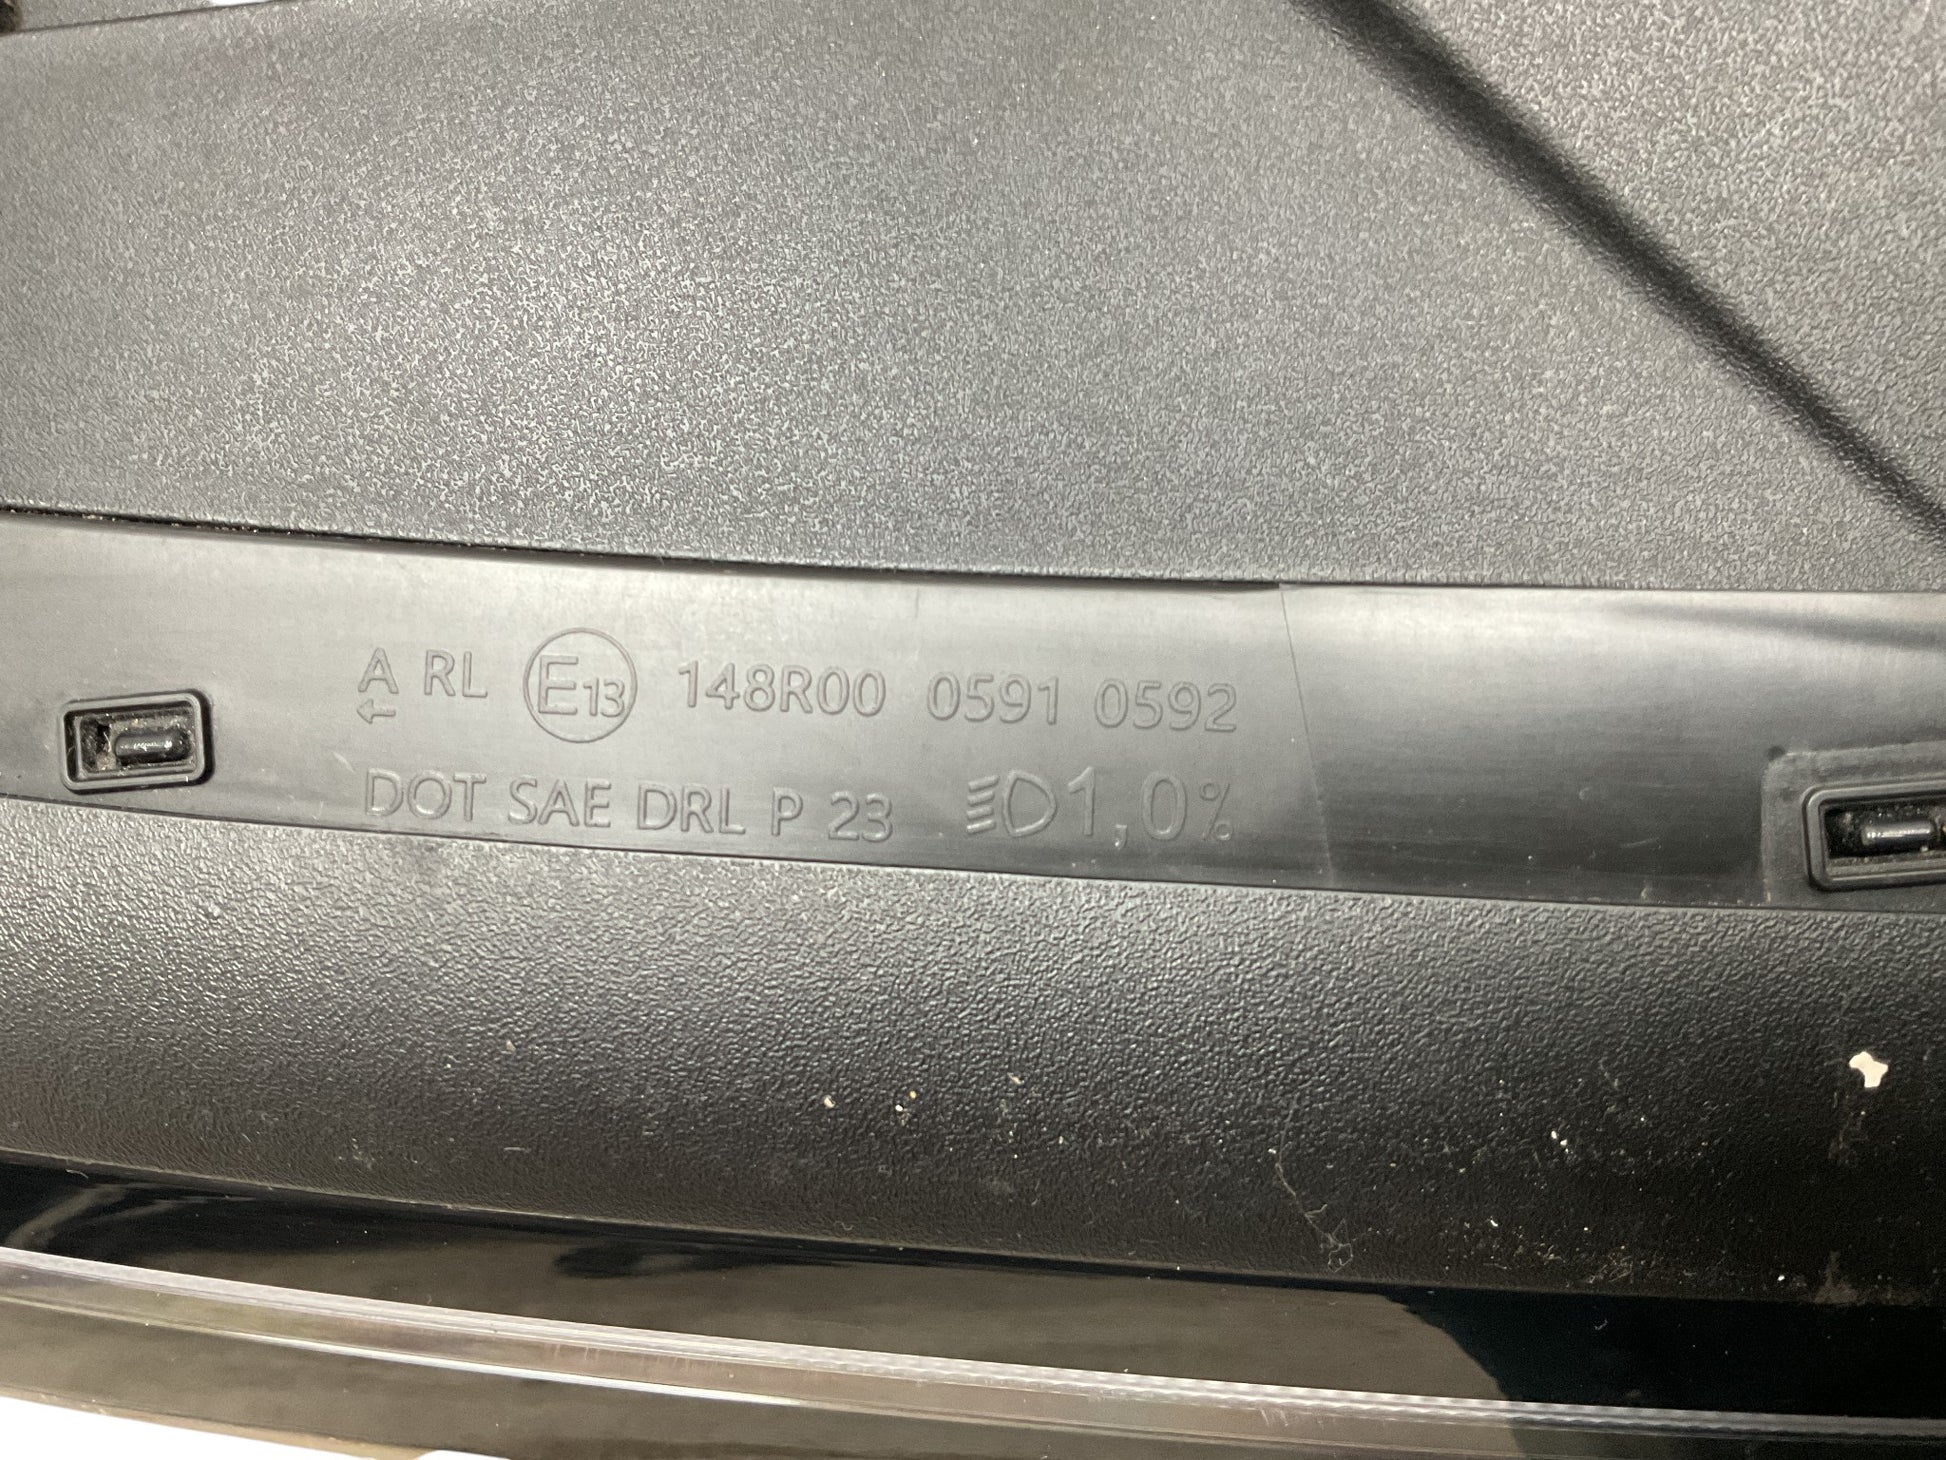 A RL E13 148R00 0591 0592
←
DOT SAE DRL P 23 1,0%